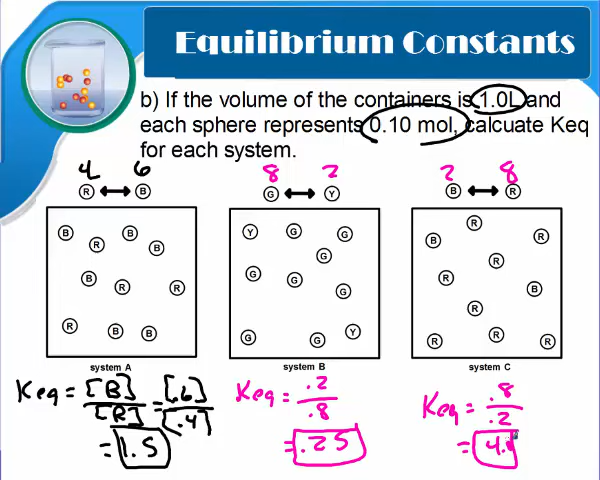 Equilibrium Constants
b) If the volume of the containers is 1.0L and
each sphere represents 0.10 mol, calcuate Keq
for each system.
4 6 8 2 2 8
R B G Y B R
B R B B B R R R B B
Y G G G G G G G G Y
R B R R R B R R R R
system A system B system C
Keq = [B] / [R] = [.6] / [.4]
= 1.5
Keq = .2 / .8
= .25
Keq = .8 / .2
= 4.0